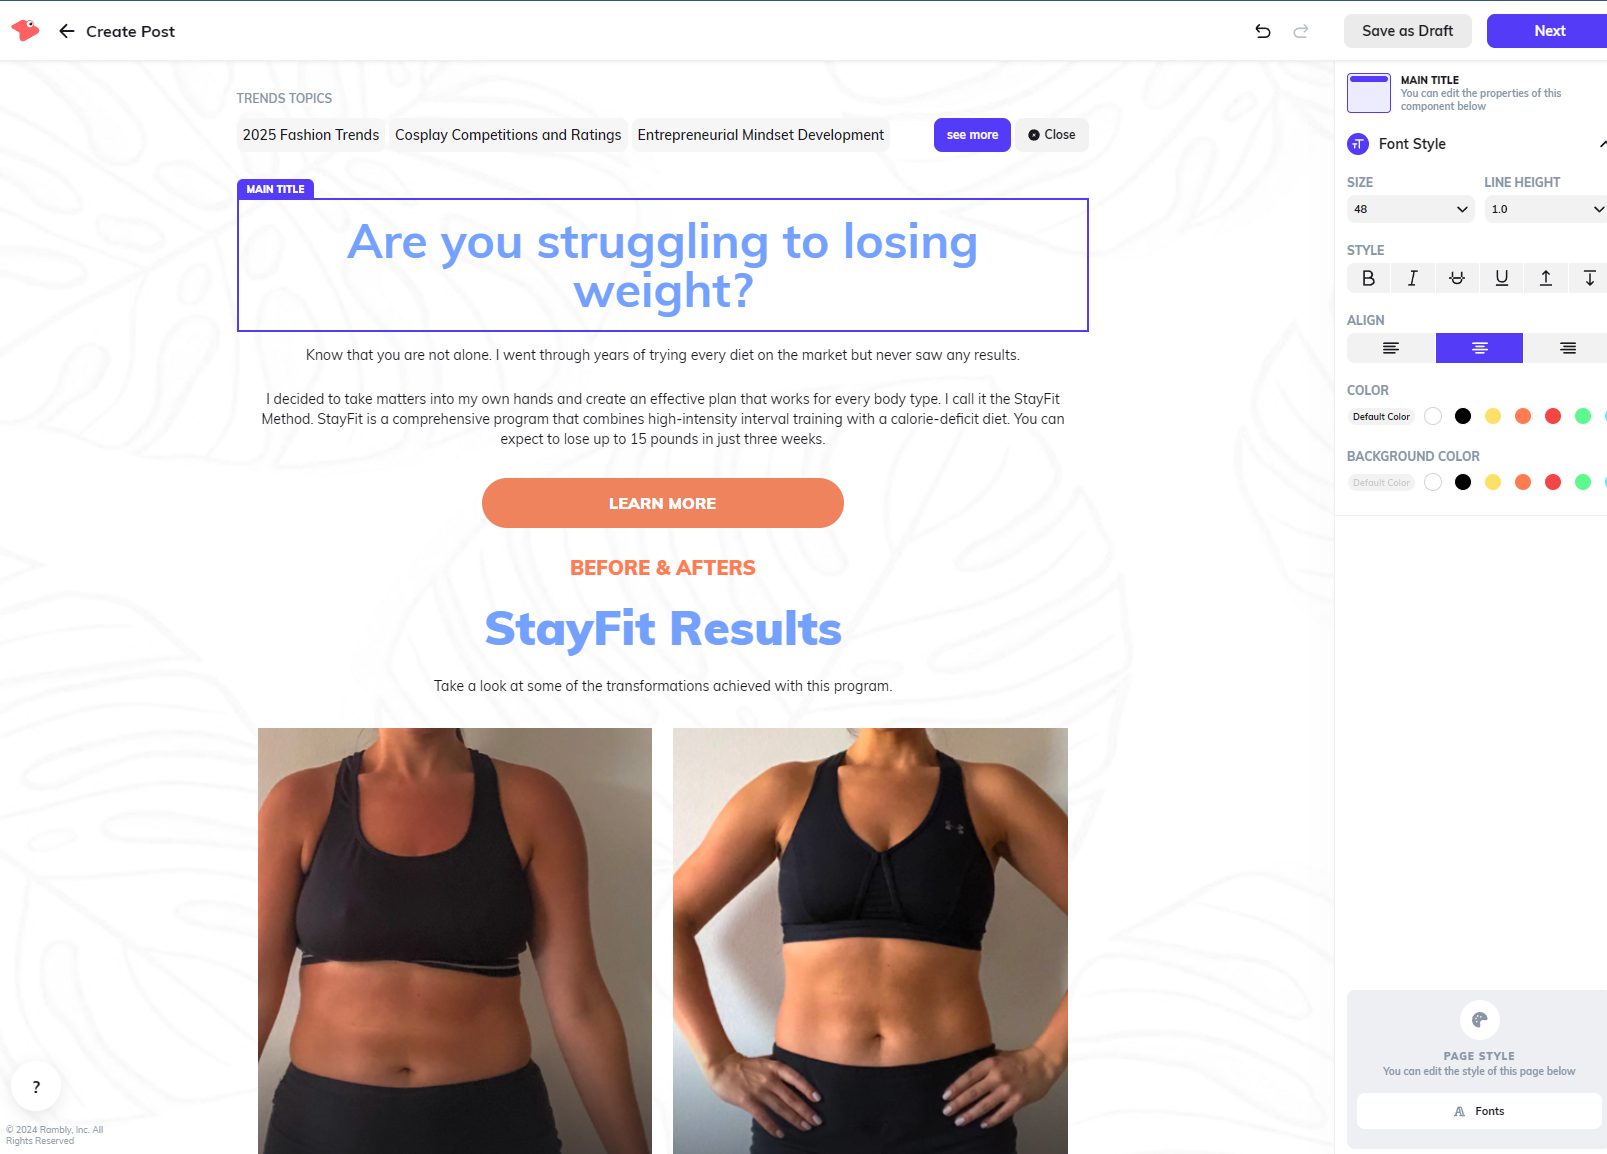 Create Post
Save as Draft
Next
TRENDS TOPICS
2025 Fashion Trends
Cosplay Competitions and Ratings
Entrepreneurial Mindset Development
see more
Close
MAIN TITLE
Are you struggling to losing
weight?
Know that you are not alone. I went through years of trying every diet on the market but never saw any results.
I decided to take matters into my own hands and create an effective plan that works for every body type. I call it the StayFit
Method. StayFit is a comprehensive program that combines high-intensity interval training with a calorie-deficit diet. You can
expect to lose up to 15 pounds in just three weeks.
LEARN MORE
BEFORE & AFTERS
StayFit Results
Take a look at some of the transformations achieved with this program.
?
© 2024 Rambly, Inc. All
Rights Reserved
MAIN TITLE
You can edit the properties of this
component below
Font Style
SIZE
LINE HEIGHT
48
1.0
STYLE
B I U
ALIGN
COLOR
Default Color
BACKGROUND COLOR
Default Color
PAGE STYLE
You can edit the style of this page below
Fonts